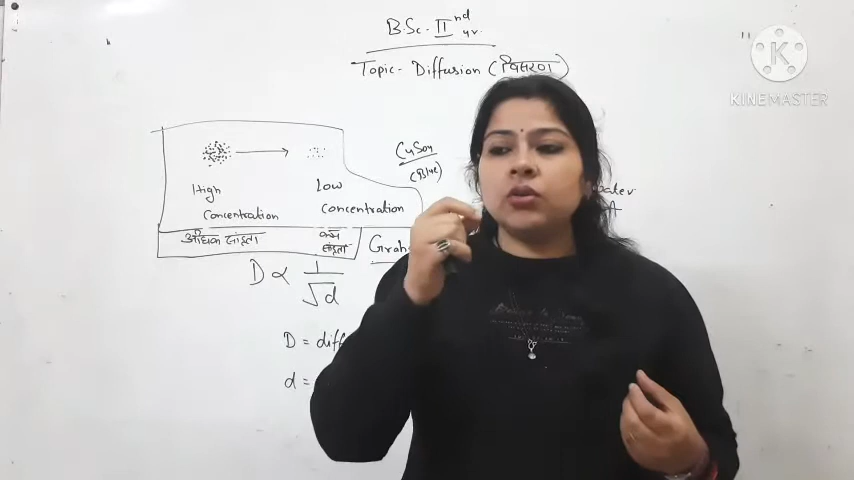 B.Sc. II nd yr.
Topic- Diffusion (विसरण)
KINEMASTER
CuSO4
(Blue)
High Concentration
Low Concentration
अधिक सांद्रता
कम सांद्रता
D ∝ 1/√d
D =
d =